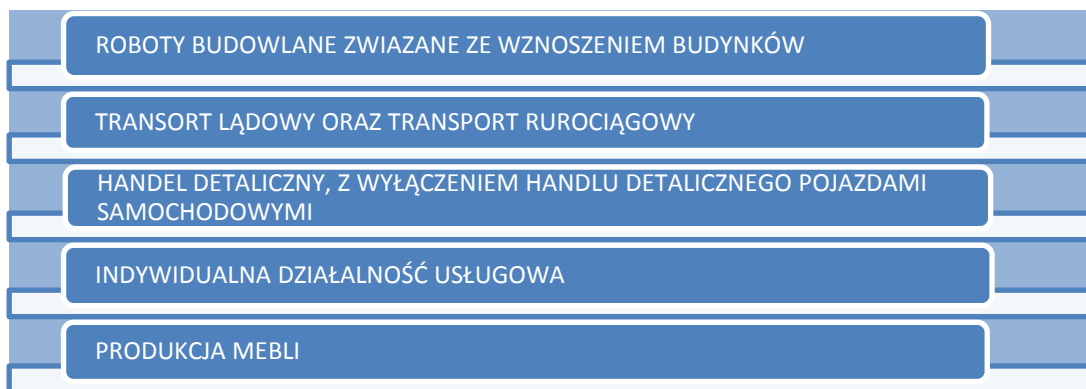 ROBOTY BUDOWLANE ZWIAZANE ZE WZNOSZENIEM BUDYNKÓW
TRANSORT LĄDOWY ORAZ TRANSPORT RUROCIĄGOWY
HANDEL DETALICZNY, Z WYŁĄCZENIEM HANDLU DETALICZNEGO POJAZDAMI
SAMOCHODOWYMI
INDYWIDUALNA DZIAŁALNOŚĆ USŁUGOWA
PRODUKCJA MEBLI